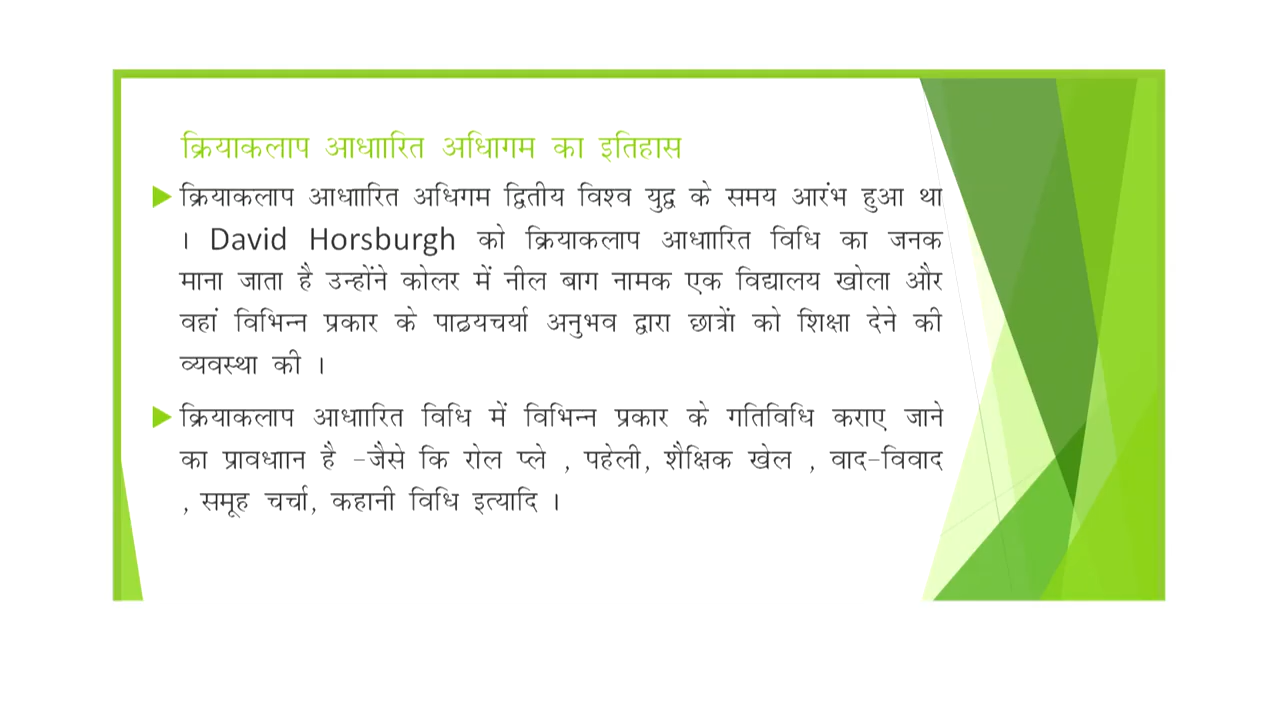 क्रियाकलाप आधाारित अधिागम का इतिहास
क्रियाकलाप आधाारित अधिगम द्वितीय विश्व युद्व के समय आरंभ हुआ था
। David Horsburgh को क्रियाकलाप आधाारित विधि का जनक
माना जाता है उन्होंने कोलर में नील बाग नामक एक विद्यालय खोला और
वहां विभिन्न प्रकार के पाढयचर्या अनुभव द्वारा छात्रों को शिक्षा देने की
व्यवस्था की ।
क्रियाकलाप आधाारित विधि में विभिन्न प्रकार के गतिविधि कराए जाने
का प्रावधाान है -जैसे कि रोल प्ले , पहेली, शैक्षिक खेल , वाद-विवाद
, समूह चर्चा, कहानी विधि इत्यादि ।